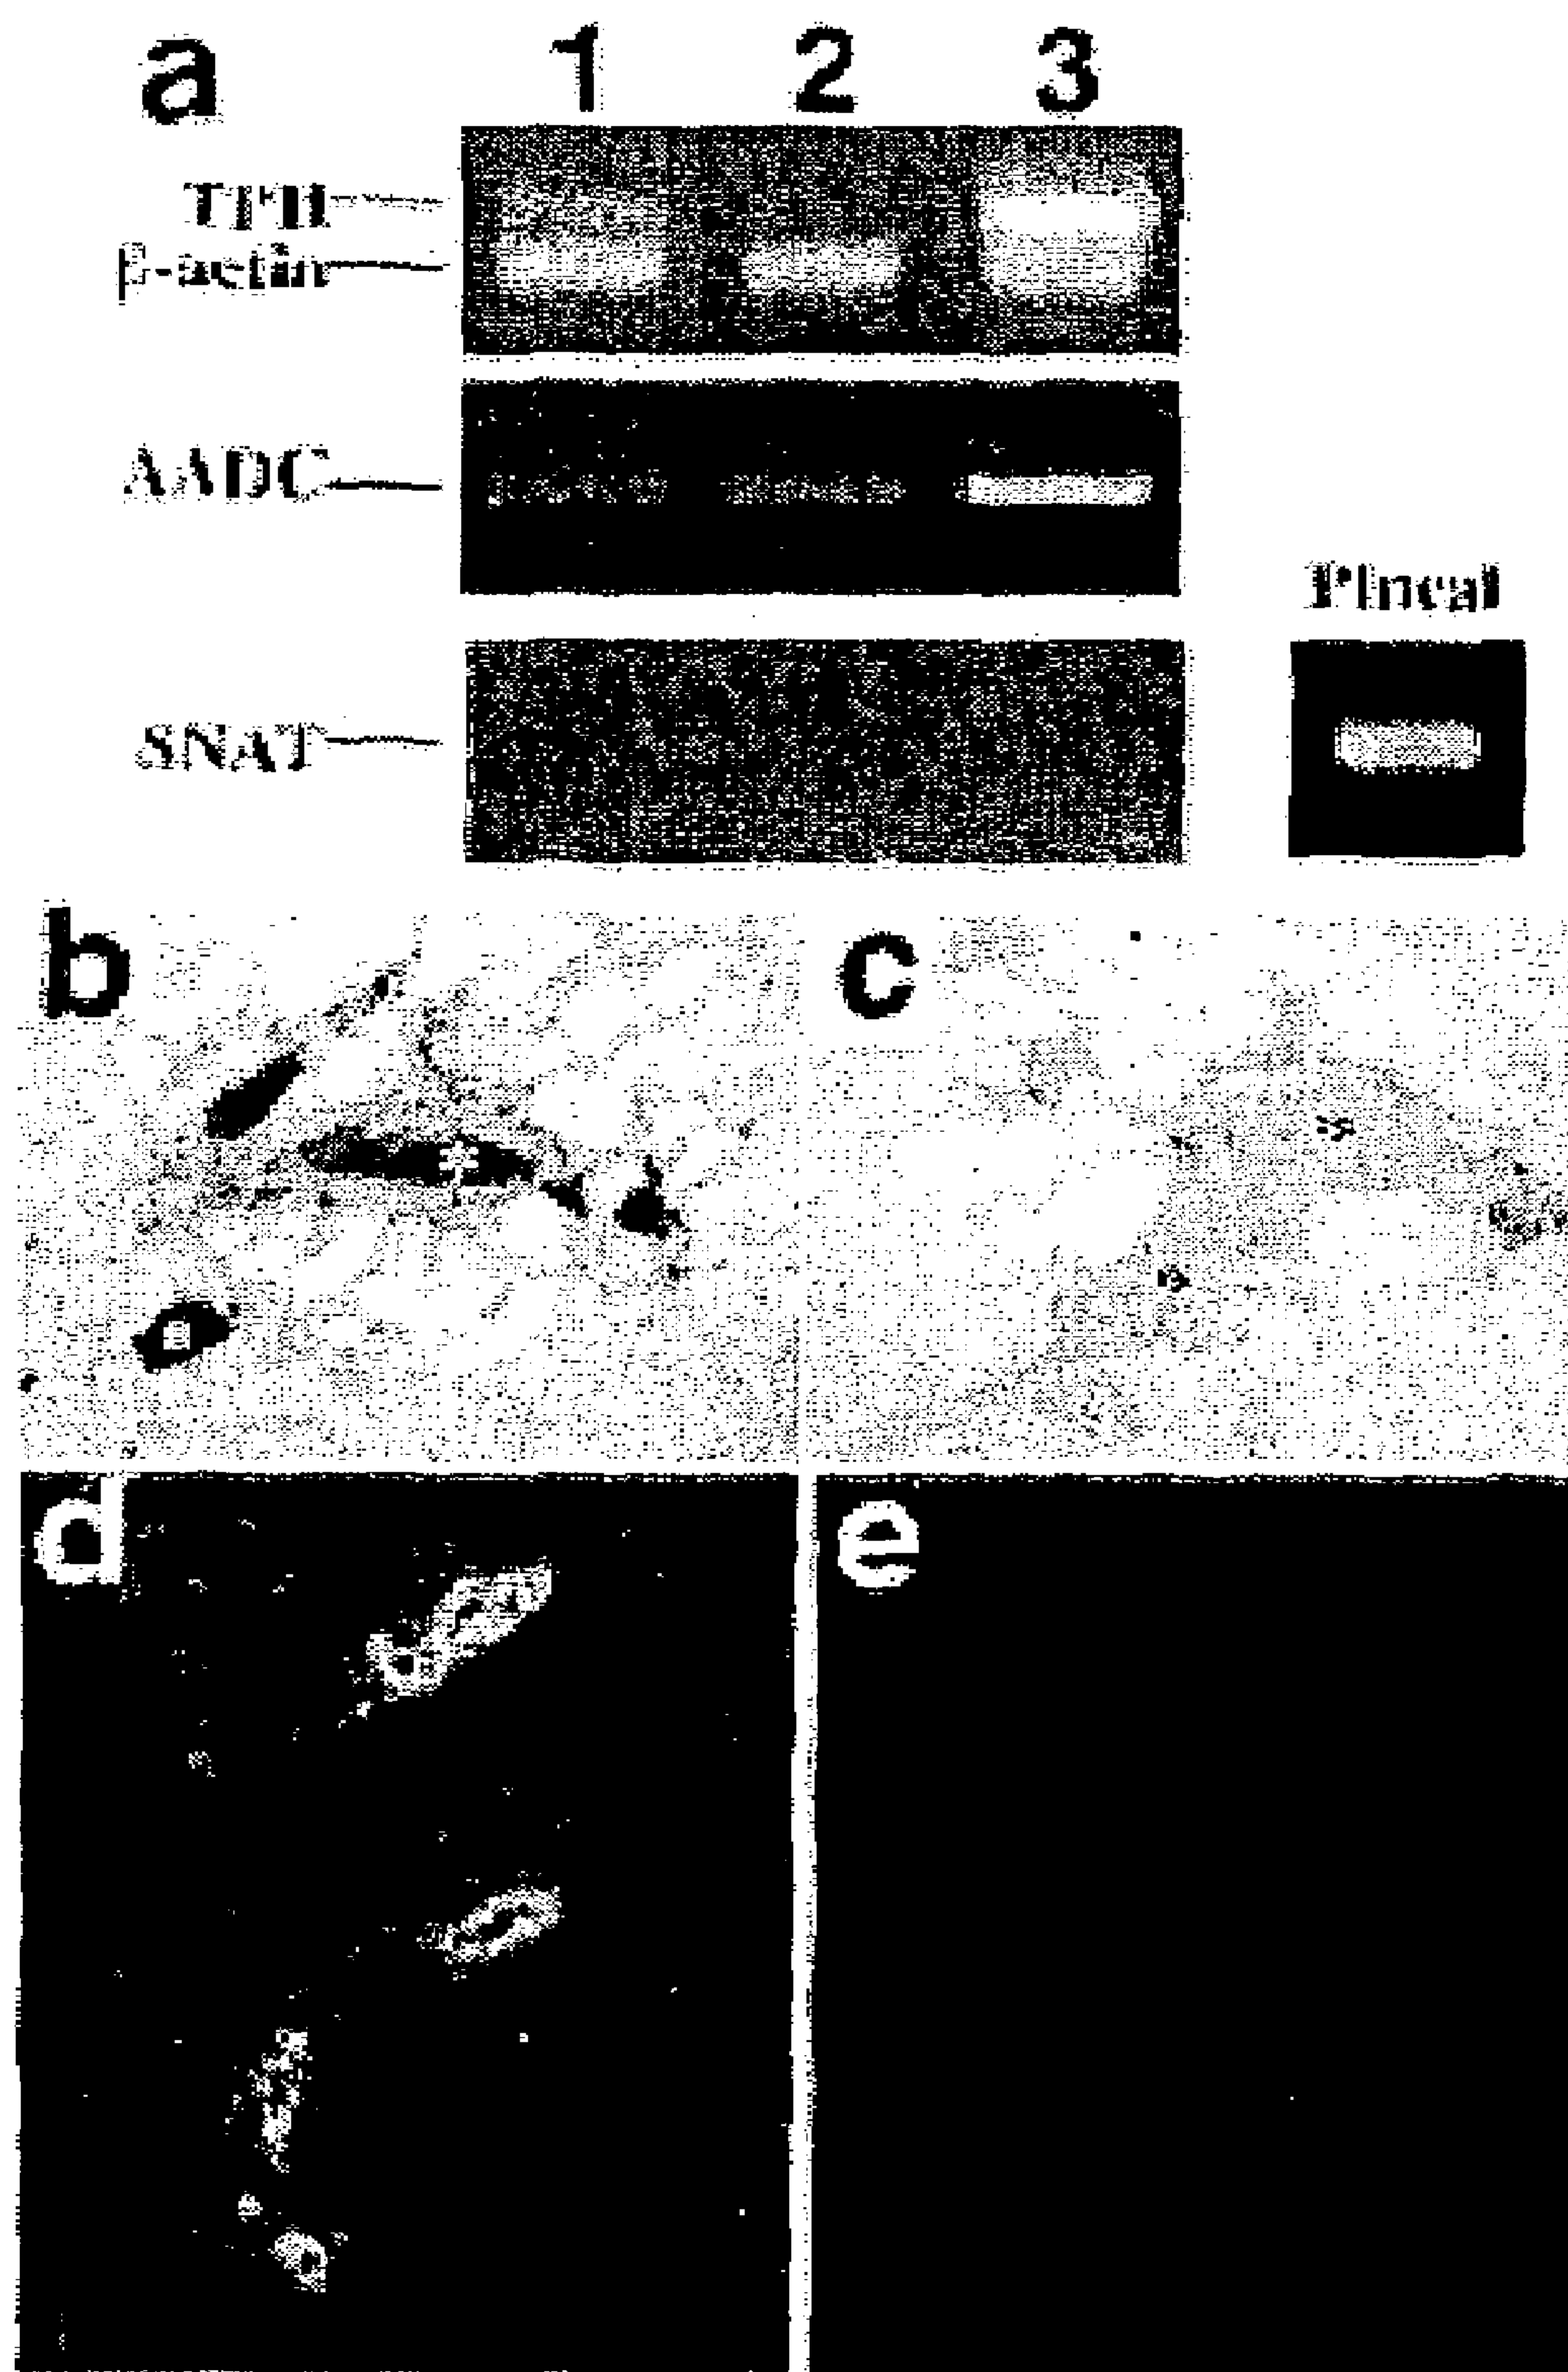 a 1 2 3
TPH
β-actin
AADC
Pineal
SNAT
b c
d e